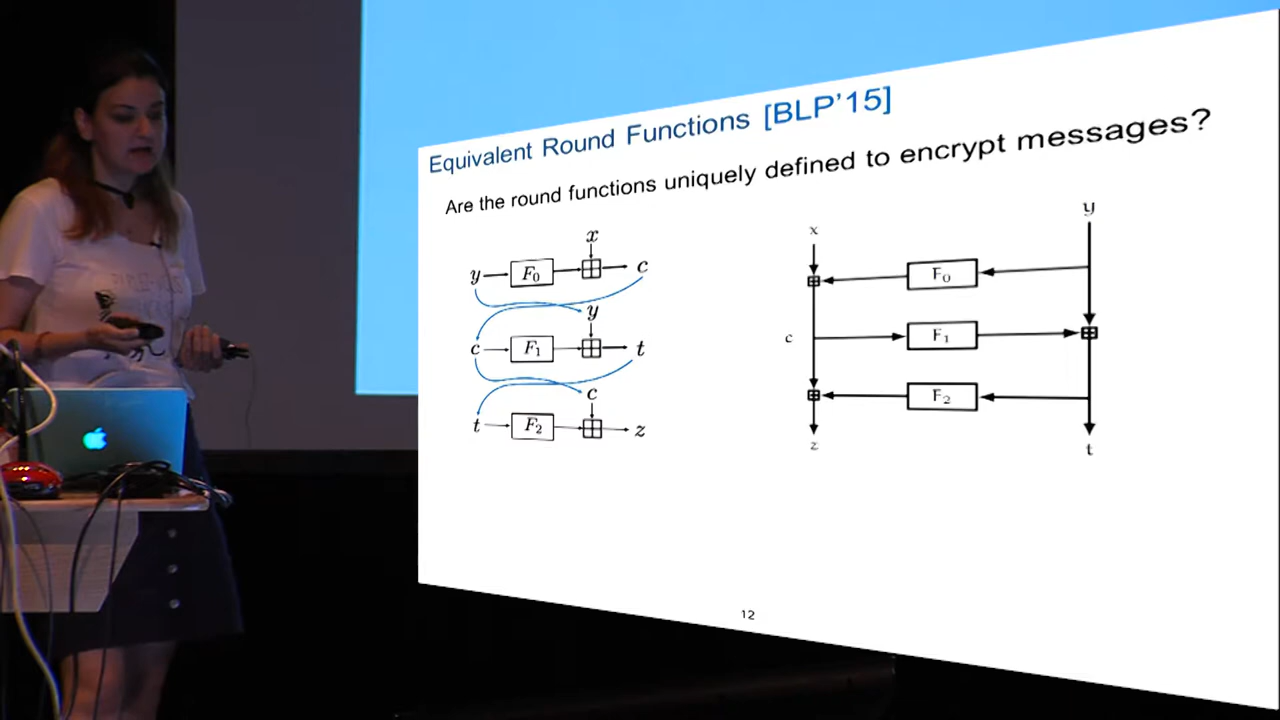 Equivalent Round Functions [BLP'15]
Are the round functions uniquely defined to encrypt messages?
x
y F₀ c
y
c F₁ t
c
t F₂ z
y
x
F₀
c F₁
F₂
z
t
12